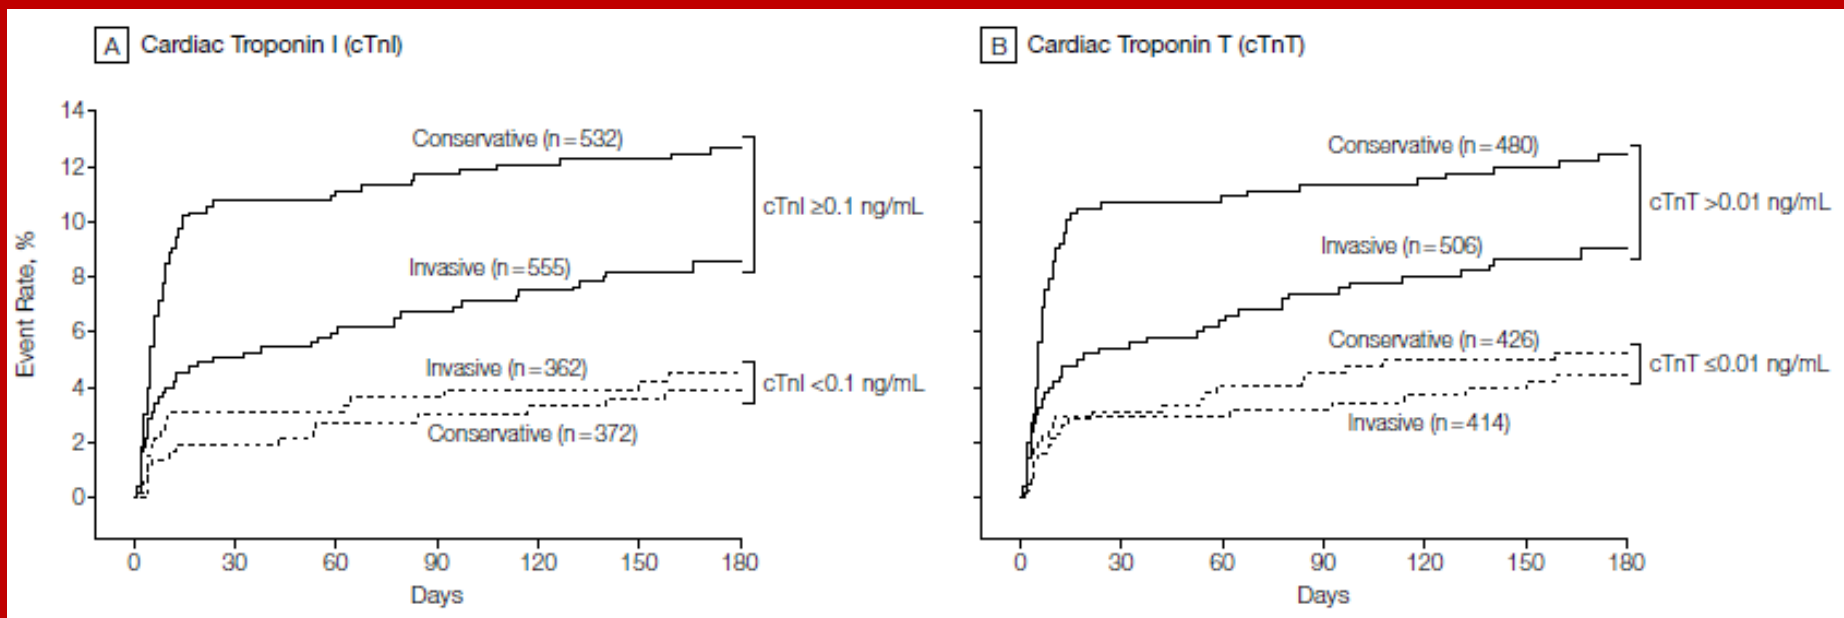 A Cardiac Troponin I (cTnI)
14
12
10
8
6
4
2
0
Event Rate, %
Conservative (n=532)
cTnI ≥0.1 ng/mL
Invasive (n=555)
Invasive (n=362)
cTnI <0.1 ng/mL
Conservative (n=372)
0 30 60 90 120 150 180
Days
B Cardiac Troponin T (cTnT)
Conservative (n=480)
cTnT >0.01 ng/mL
Invasive (n=506)
Conservative (n=426)
cTnT ≤0.01 ng/mL
Invasive (n=414)
0 30 60 90 120 150 180
Days